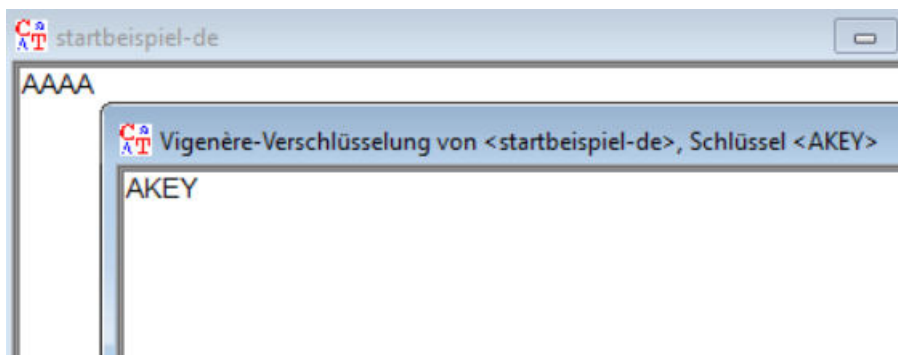 startbeispiel-de
AAAA
Vigenère-Verschlüsselung von <startbeispiel-de>, Schlüssel <AKEY>
AKEY